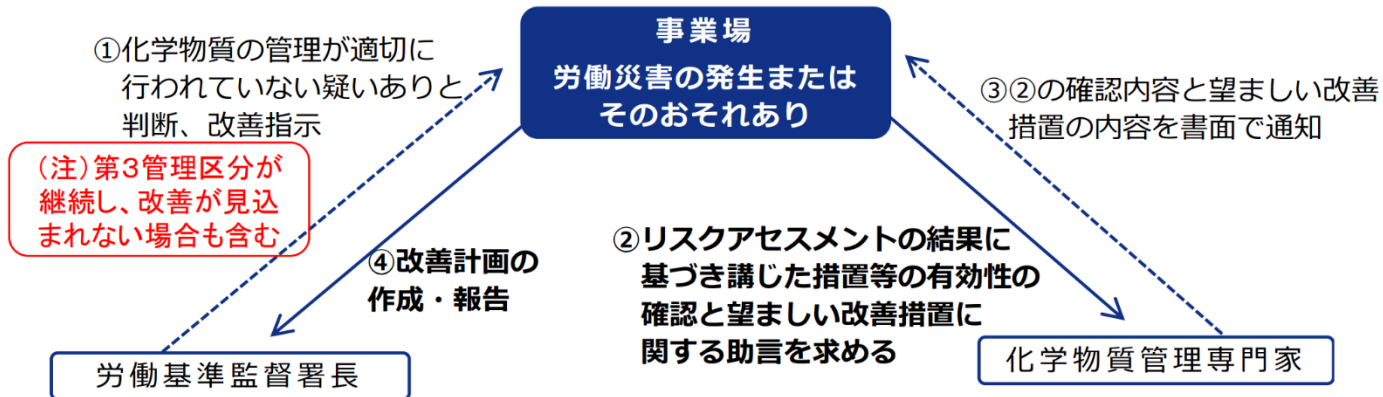 事業場
労働災害の発生または
そのおそれあり
①化学物質の管理が適切に
行われていない疑いありと
判断、改善指示
(注)第3管理区分が
継続し、改善が見込
まれない場合も含む
③②の確認内容と望ましい改善
措置の内容を書面で通知
②リスクアセスメントの結果に
基づき講じた措置等の有効性の
確認と望ましい改善措置に
関する助言を求める
④改善計画の
作成・報告
労働基準監督署長
化学物質管理専門家